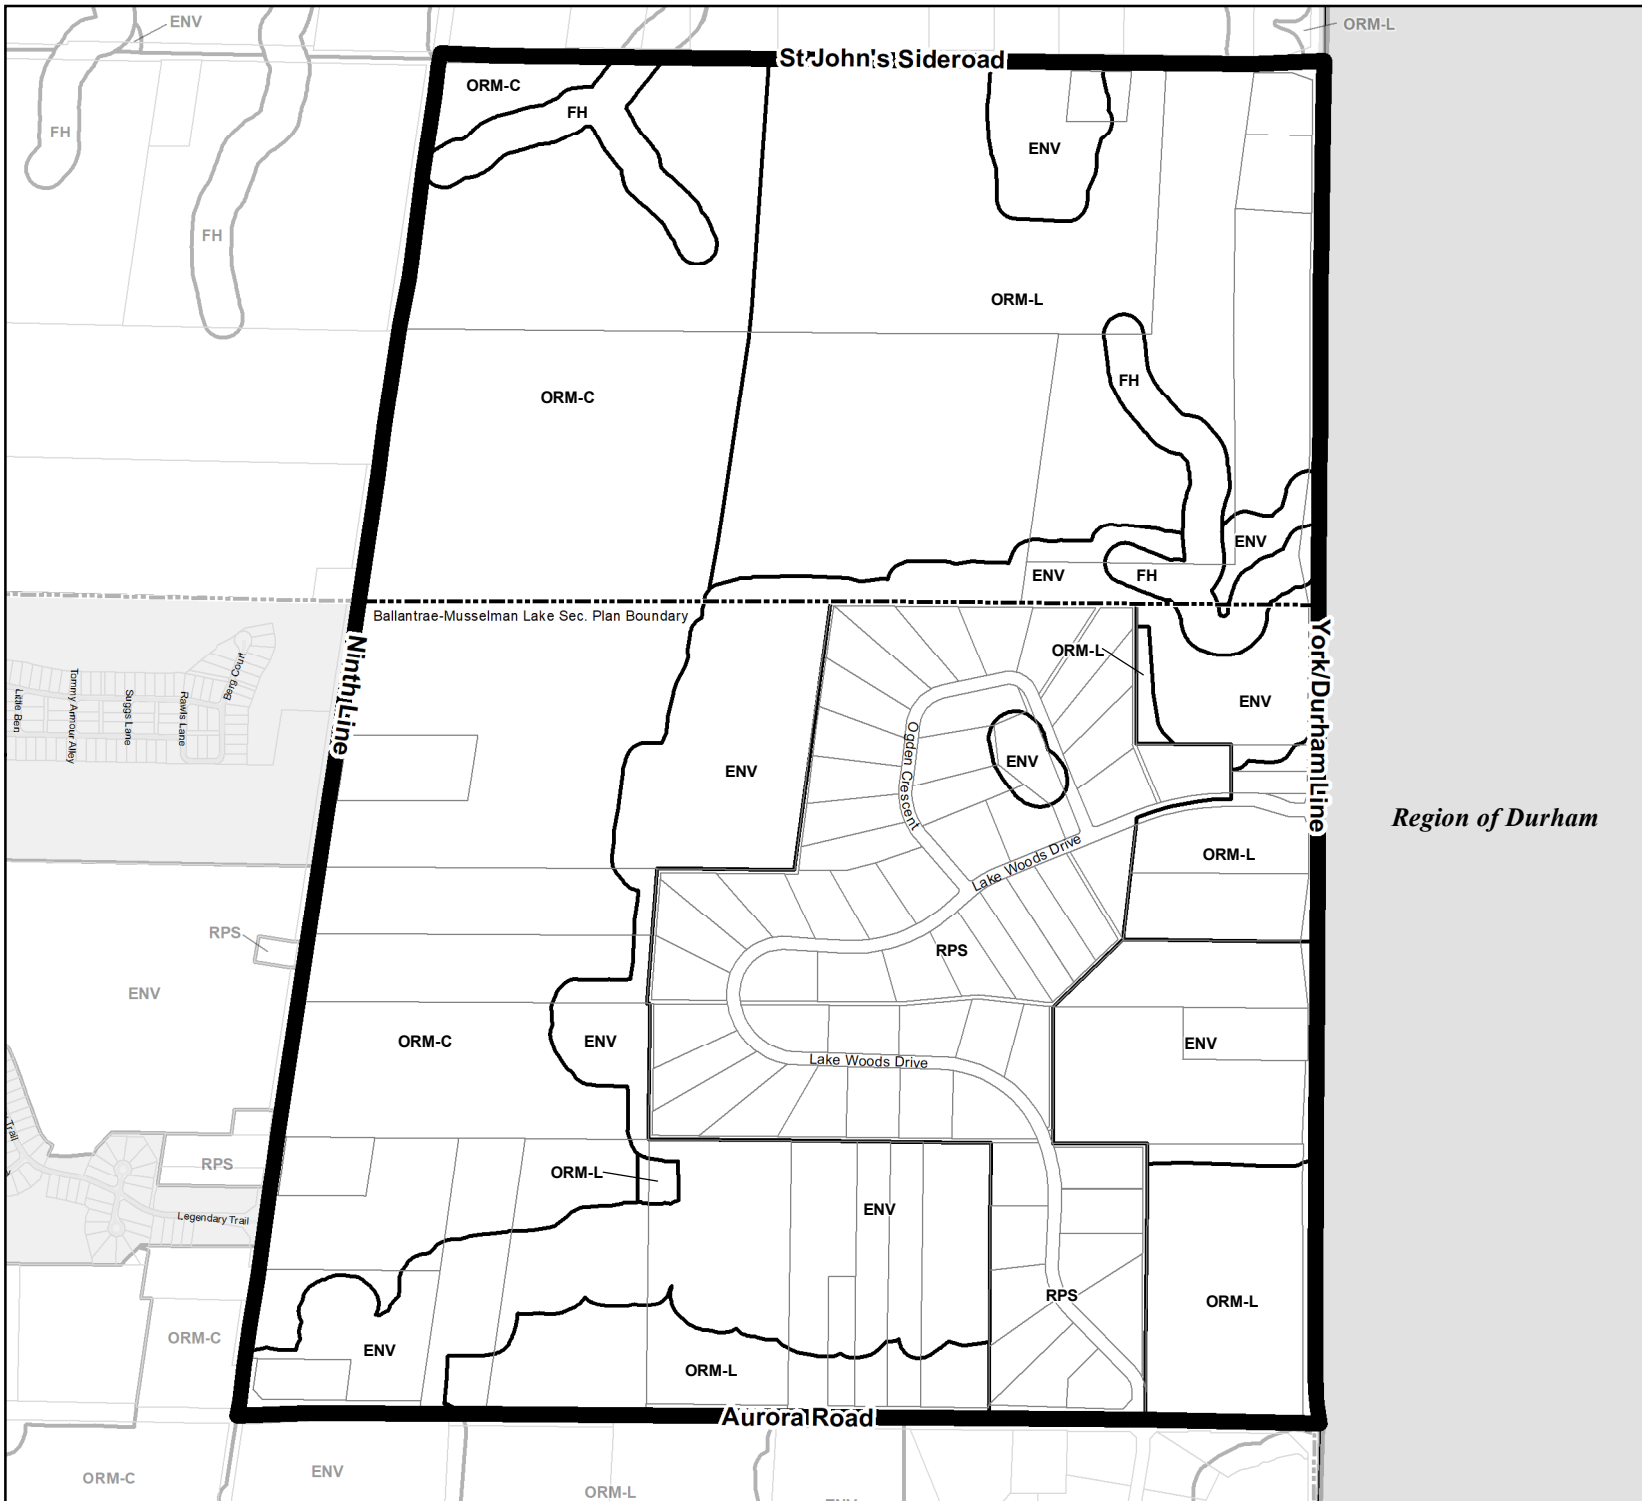 ENV
ORM-L
St John's Sideroad
ORM-C
FH
FH
ENV
FH
ORM-L
FH
ORM-C
ENV
ENV
FH
Ballantrae-Musselman Lake Sec. Plan Boundary
Ninth Line
York/Durham Line
ORM-L
Berg Court
Little Ben
Tommy Armour Alley
Suggs Lane
Rawls Lane
ENV
Ogden Crescent
ENV
ENV
Region of Durham
Lake Woods Drive
ORM-L
RPS
RPS
ENV
ORM-C
ENV
ENV
Lake Woods Drive
Trail
RPS
ORM-L
ENV
Legendary Trail
RPS
ORM-L
ORM-C
ENV
ORM-L
Aurora Road
ORM-C
ENV
ORM-L